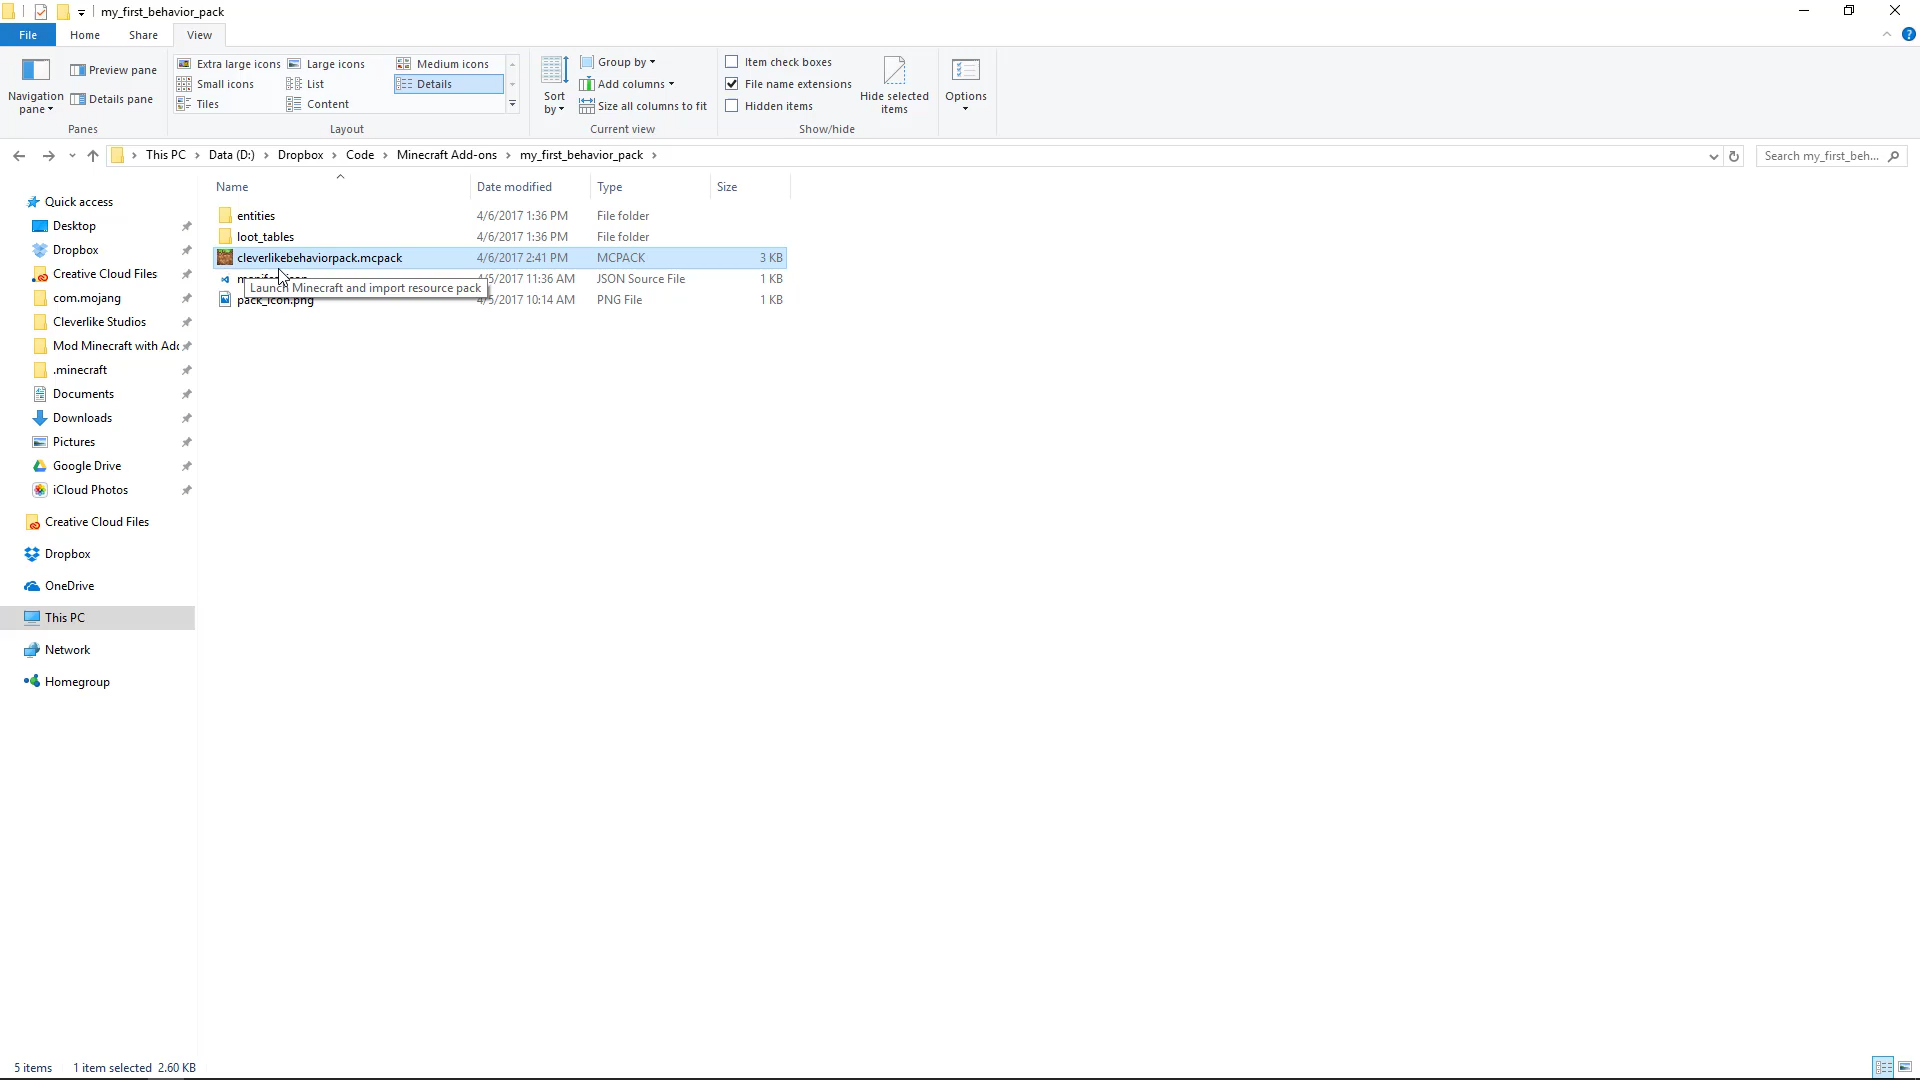 my_first_behavior_pack
File Home Share View
Navigation pane
Preview pane
Details pane
Panes
Extra large icons Large icons Medium icons
Small icons List Details
Tiles Content
Layout
Sort by
Group by
Add columns
Size all columns to fit
Current view
Item check boxes
File name extensions
Hidden items
Hide selected items
Show/hide
Options
This PC Data (D:) Dropbox Code Minecraft Add-ons my_first_behavior_pack
Search my_first_beh...
Name Date modified Type Size
entities 4/6/2017 1:36 PM File folder
loot_tables 4/6/2017 1:36 PM File folder
cleverlikebehaviorpack.mcpack 4/6/2017 2:41 PM MCPACK 3 KB
4/5/2017 11:36 AM JSON Source File 1 KB
Launch Minecraft and import resource pack
pack_icon.png 4/5/2017 10:14 AM PNG File 1 KB
Quick access
Desktop
Dropbox
Creative Cloud Files
com.mojang
Cleverlike Studios
Mod Minecraft with Adc
.minecraft
Documents
Downloads
Pictures
Google Drive
iCloud Photos
Creative Cloud Files
Dropbox
OneDrive
This PC
Network
Homegroup
5 items 1 item selected 2.60 KB